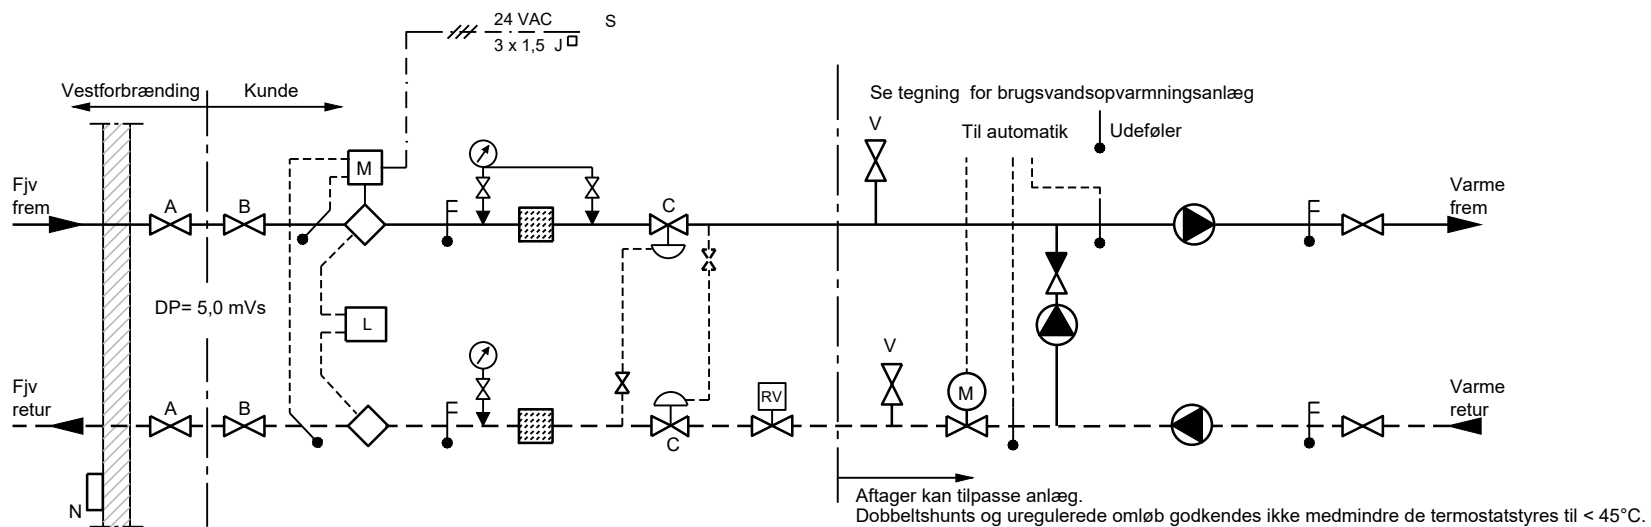 24 VAC
S
3 x 1,5 J
Vestforbrænding
Kunde
Se tegning for brugsvandsopvarmningsanlæg
V
Til automatik
Udeføler
M
Fjv
frem
A
B
F
C
F
Varme
frem
DP= 5,0 mVs
L
V
Fjv
retur
A
B
F
C
RV
M
F
Varme
retur
N
Aftager kan tilpasse anlæg.
Dobbeltshunts og uregulerede omløb godkendes ikke medmindre de termostatstyres til < 45°C.